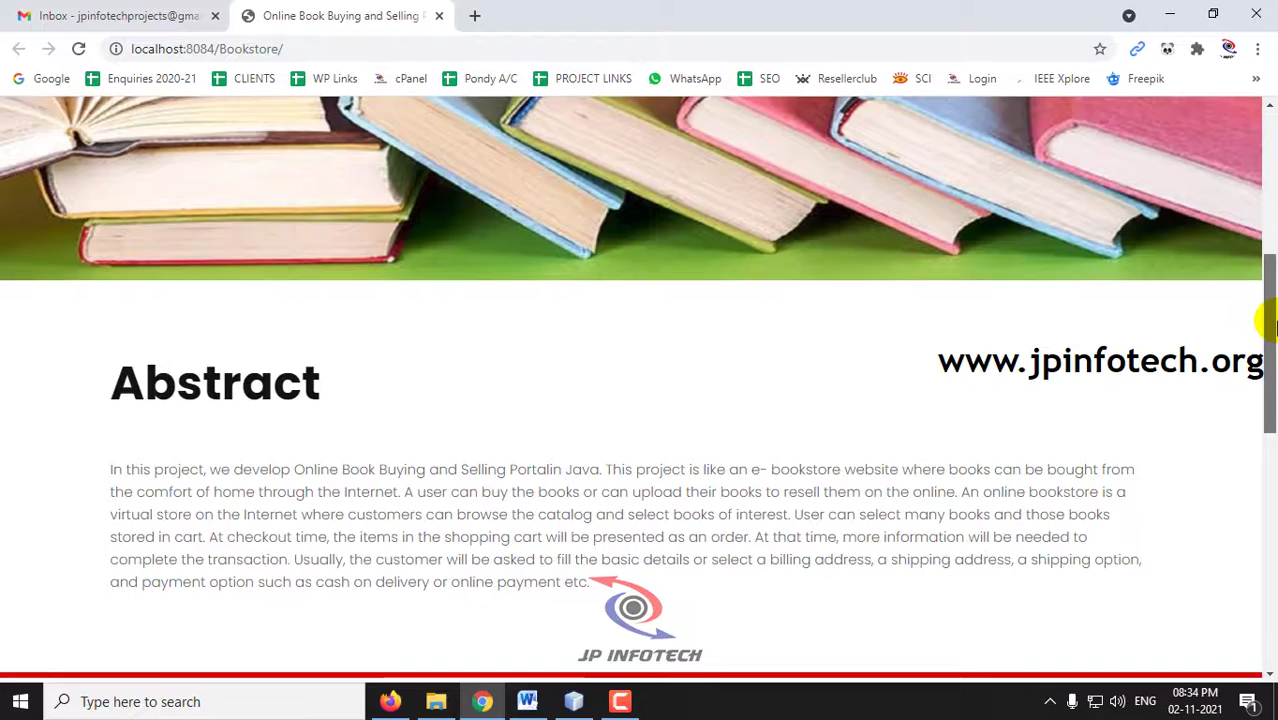 Inbox - jpinfotechprojects@gma
Online Book Buying and Selling P
localhost:8084/Bookstore/
Google
Enquiries 2020-21
CLIENTS
WP Links
cPanel
Pondy A/C
PROJECT LINKS
WhatsApp
SEO
Resellerclub
SCI
Login
IEEE Xplore
Freepik
www.jpinfotech.org
Abstract
In this project, we develop Online Book Buying and Selling Portalin Java. This project is like an e- bookstore website where books can be bought from
the comfort of home through the Internet. A user can buy the books or can upload their books to resell them on the online. An online bookstore is a
virtual store on the Internet where customers can browse the catalog and select books of interest. User can select many books and those books
stored in cart. At checkout time, the items in the shopping cart will be presented as an order. At that time, more information will be needed to
complete the transaction. Usually, the customer will be asked to fill the basic details or select a billing address, a shipping address, a shipping option,
and payment option such as cash on delivery or online payment etc.
JP INFOTECH
Type here to search
ENG
08:34 PM
02-11-2021
1